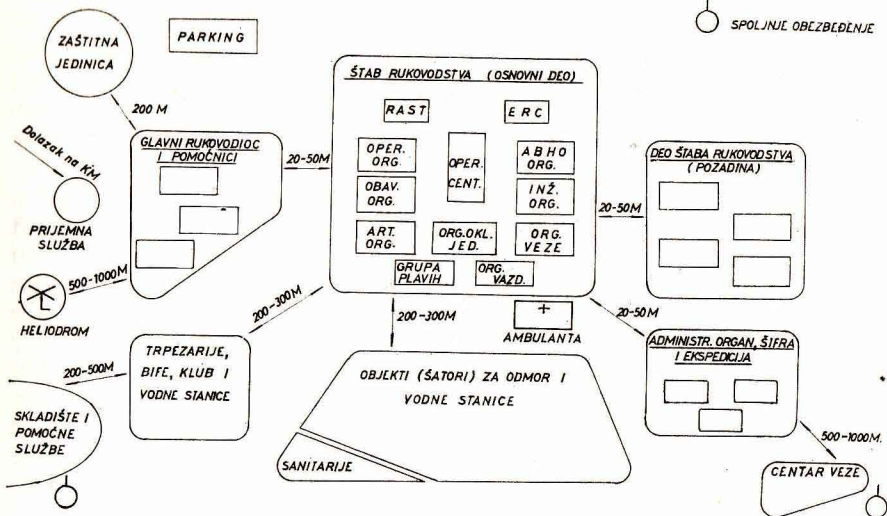 ZAŠTITNA
JEDINICA
PARKING
SPOLJNJE OBEZBEĐENJE
200 M
Dolazak na KM
PRIJEMNA
SLUŽBA
GLAVNI RUKOVODIOC
I POMOĆNICI
20-50M
500-1000M
HELIODROM
ŠTAB RUKOVODSTVA (OSNOVNI DEO)
RAST
ERC
OPER.
ORG.
OBAV.
ORG.
ART.
ORG.
OPER.
CENT.
ORG.OKL.
JED.
ABHO
ORG.
INŽ.
ORG.
ORG.
VEZE
GRUPA
PLAVIH
ORG.
VAZD.
20-50M
DEO ŠTABA RUKOVODSTVA
(POZADINA)
200-300M
200-300M
AMBULANTA
20-50M
ADMINISTR. ORGAN, ŠIFRA
I EKSPEDICIJA
TRPEZARIJE,
BIFE, KLUB I
VODNE STANICE
200-500M
SKLADIŠTE I
POMOĆNE
SLUŽBE
OBJEKTI (ŠATORI) ZA ODMOR I
VODNE STANICE
SANITARIJE
500-1000M.
CENTAR VEZE